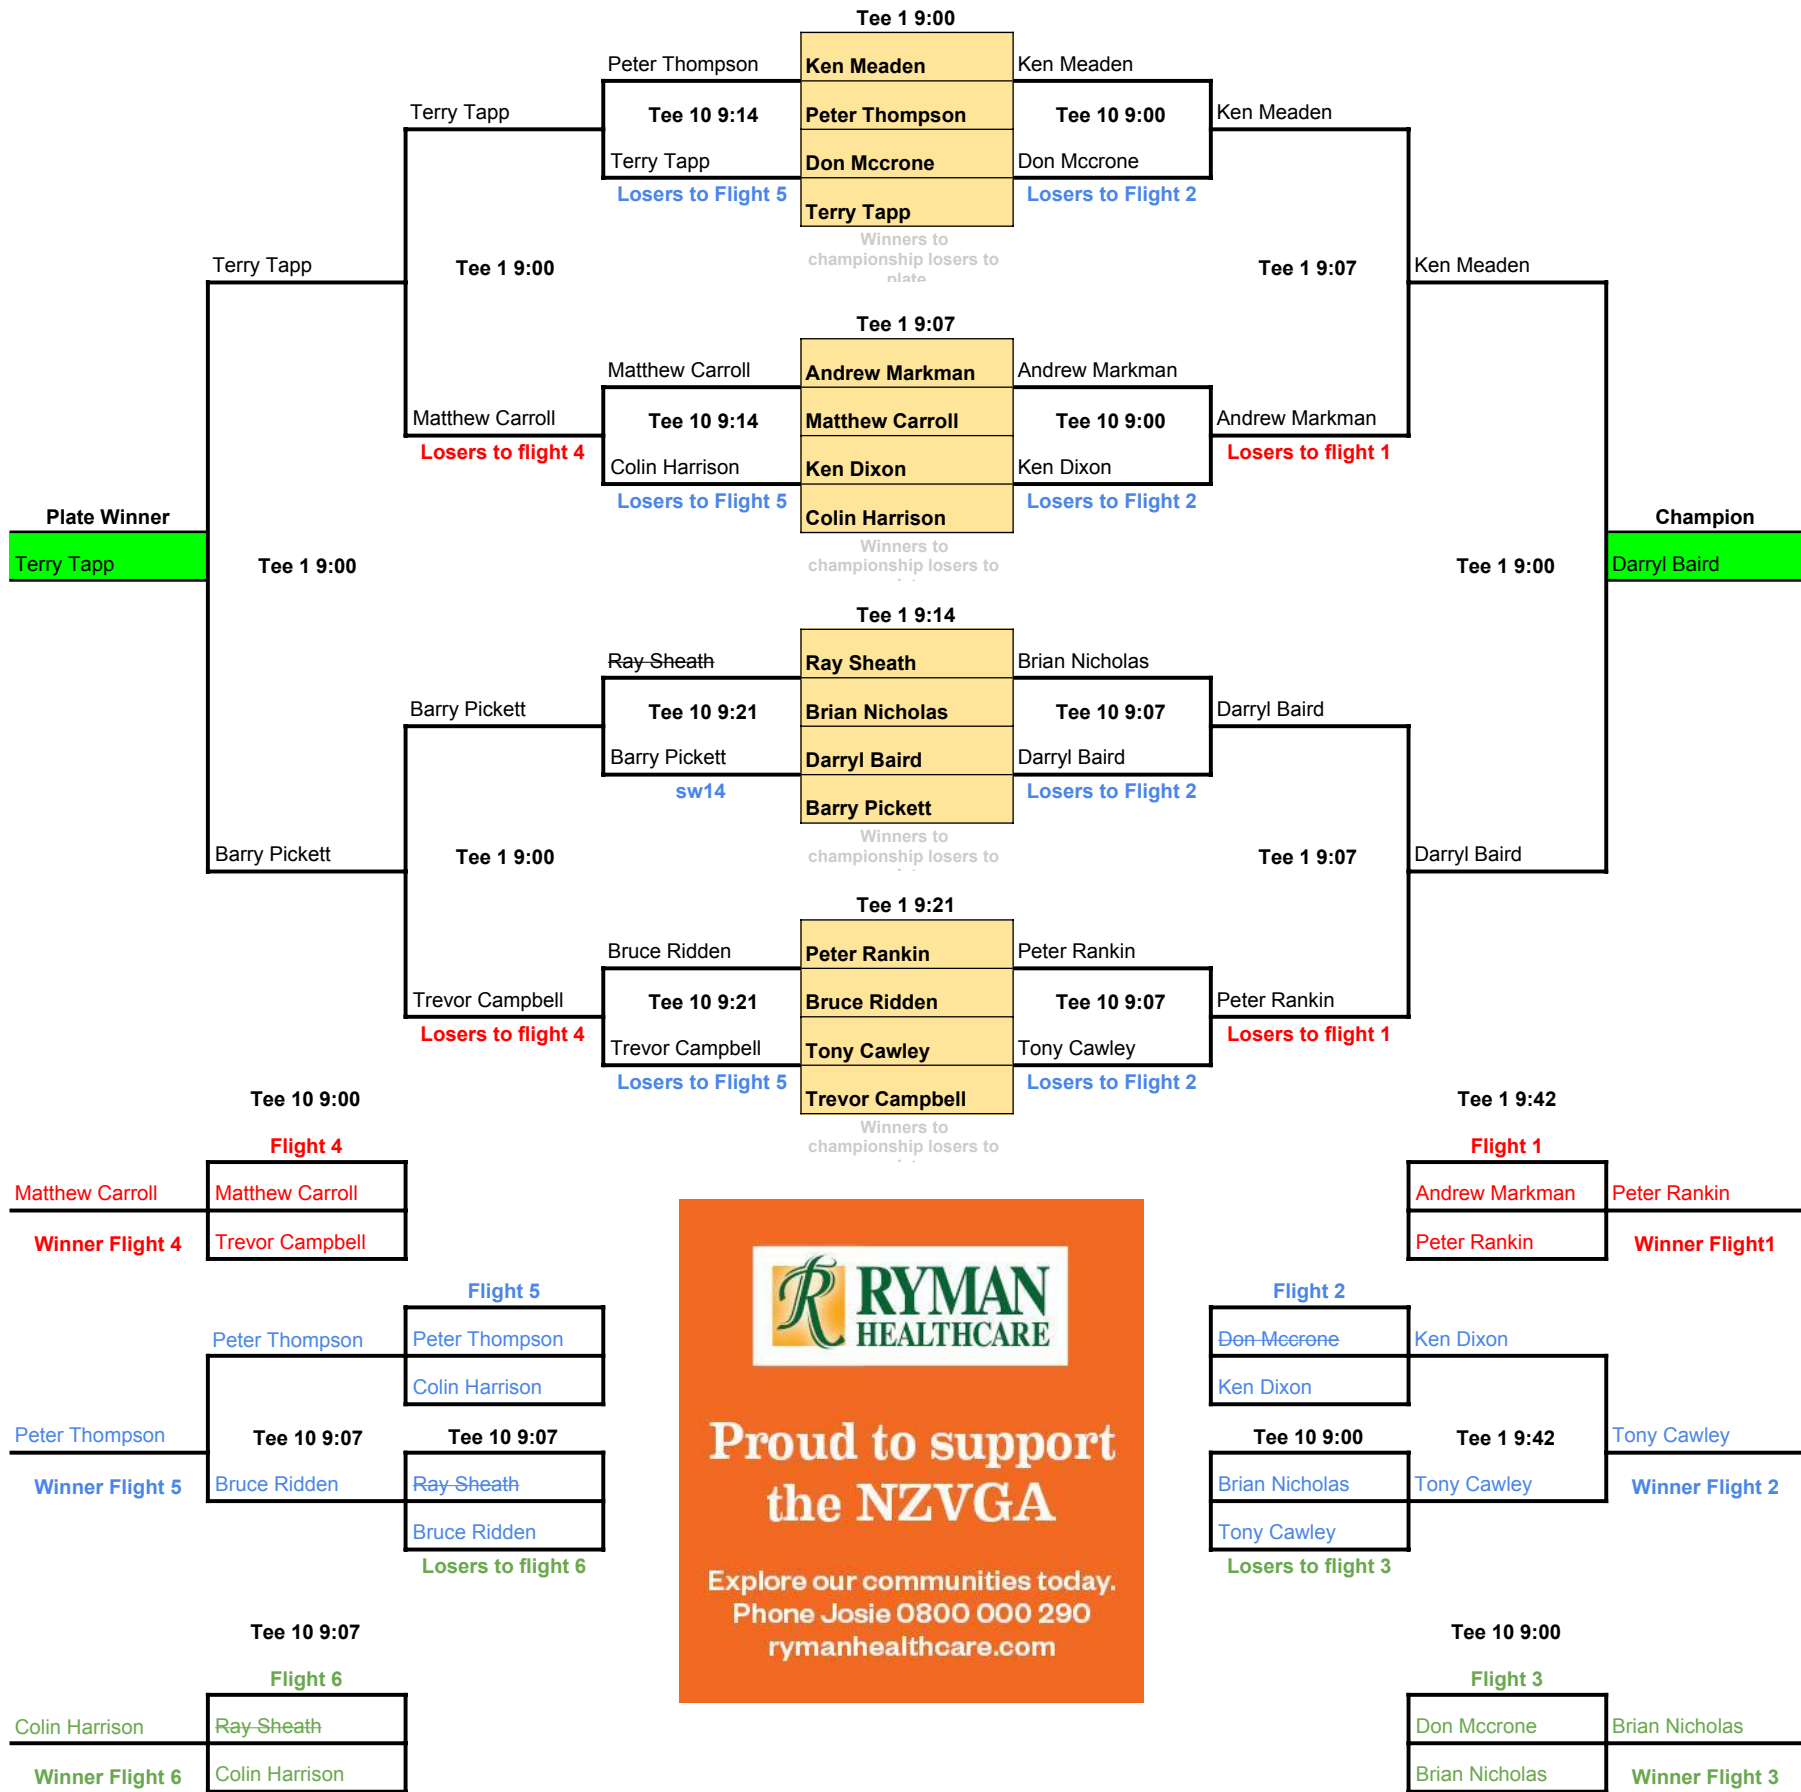 Tee 1 9:00
Peter Thompson Ken Meaden Ken Meaden
Terry Tapp Tee 10 9:14 Peter Thompson Tee 10 9:00 Ken Meaden
Terry Tapp Don Mccrone Don Mccrone
Losers to Flight 5 Losers to Flight 2
Terry Tapp
Winners to
Terry Tapp Tee 1 9:00 championship losers to Tee 1 9:07 Ken Meaden
plate
Tee 1 9:07
Matthew Carroll Andrew Markman Andrew Markman
Matthew Carroll Tee 10 9:14 Matthew Carroll Tee 10 9:00 Andrew Markman
Losers to flight 4 Losers to flight 1
Colin Harrison Ken Dixon Ken Dixon
Losers to Flight 5 Losers to Flight 2
Plate Winner Colin Harrison Champion
Winners to
Terry Tapp Tee 1 9:00 championship losers to Tee 1 9:00 Darryl Baird
Tee 1 9:14
Ray Sheath Ray Sheath Brian Nicholas
Barry Pickett Tee 10 9:21 Brian Nicholas Tee 10 9:07 Darryl Baird
Barry Pickett Darryl Baird Darryl Baird
sw14 Losers to Flight 2
Barry Pickett
Winners to
Barry Pickett Tee 1 9:00 championship losers to Tee 1 9:07 Darryl Baird
Tee 1 9:21
Bruce Ridden Peter Rankin Peter Rankin
Trevor Campbell Tee 10 9:21 Bruce Ridden Tee 10 9:07 Peter Rankin
Losers to flight 4 Losers to flight 1
Trevor Campbell Tony Cawley Tony Cawley
Losers to Flight 5 Losers to Flight 2
Tee 10 9:00 Trevor Campbell Tee 1 9:42
Winners to
Flight 4 championship losers to Flight 1
Matthew Carroll Matthew Carroll Andrew Markman Peter Rankin
Winner Flight 4 Trevor Campbell Peter Rankin Winner Flight1
Flight 5 Flight 2
Peter Thompson Peter Thompson Don Mccrone Ken Dixon
Colin Harrison Ken Dixon
Peter Thompson Tee 10 9:07 Tee 10 9:07 Tee 10 9:00 Tee 1 9:42 Tony Cawley
Winner Flight 5 Bruce Ridden Ray Sheath Brian Nicholas Tony Cawley Winner Flight 2
Bruce Ridden Tony Cawley
Losers to flight 6 Losers to flight 3
RYMAN
HEALTHCARE
Proud to support
the NZVGA
Explore our communities today.
Phone Josie 0800 000 290
rymanhealthcare.com
Tee 10 9:07 Tee 10 9:00
Flight 6 Flight 3
Colin Harrison Ray Sheath Don Mccrone Brian Nicholas
Winner Flight 6 Colin Harrison Brian Nicholas Winner Flight 3